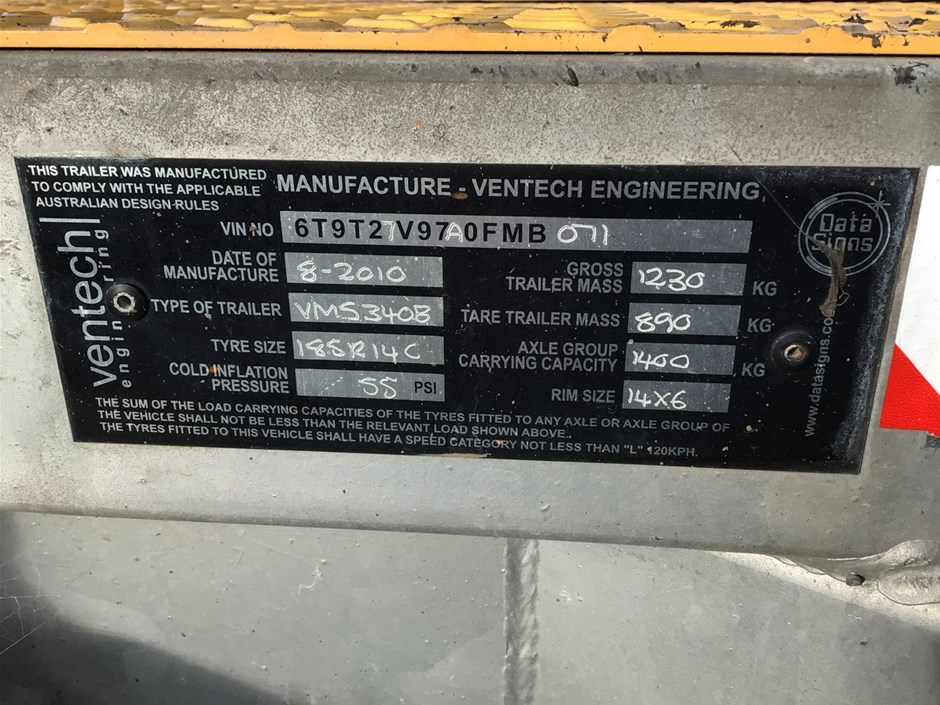 THIS TRAILER WAS MANUFACTURED
TO COMPLY WITH THE APPLICABLE
AUSTRALIAN DESIGN RULES
MANUFACTURE - VENTECH ENGINEERING
VIN NO 6T9T27V97A0FMB071
Data
Signs
ventech
engineering
DATE OF
MANUFACTURE 8-2010
GROSS
TRAILER MASS 1230 KG
TYPE OF TRAILER VMS340B
TARE TRAILER MASS 890 KG
TYRE SIZE 185R14C
AXLE GROUP
CARRYING CAPACITY 1400 KG
COLD INFLATION
PRESSURE 55 PSI
RIM SIZE 14X6
THE SUM OF THE LOAD CARRYING CAPACITIES OF THE TYRES FITTED TO ANY AXLE OR AXLE GROUP OF
THE VEHICLE SHALL NOT BE LESS THAN THE RELEVANT LOAD SHOWN ABOVE.
THE TYRES FITTED TO THIS VEHICLE SHALL HAVE A SPEED CATEGORY NOT LESS THAN "L" 120KPH.